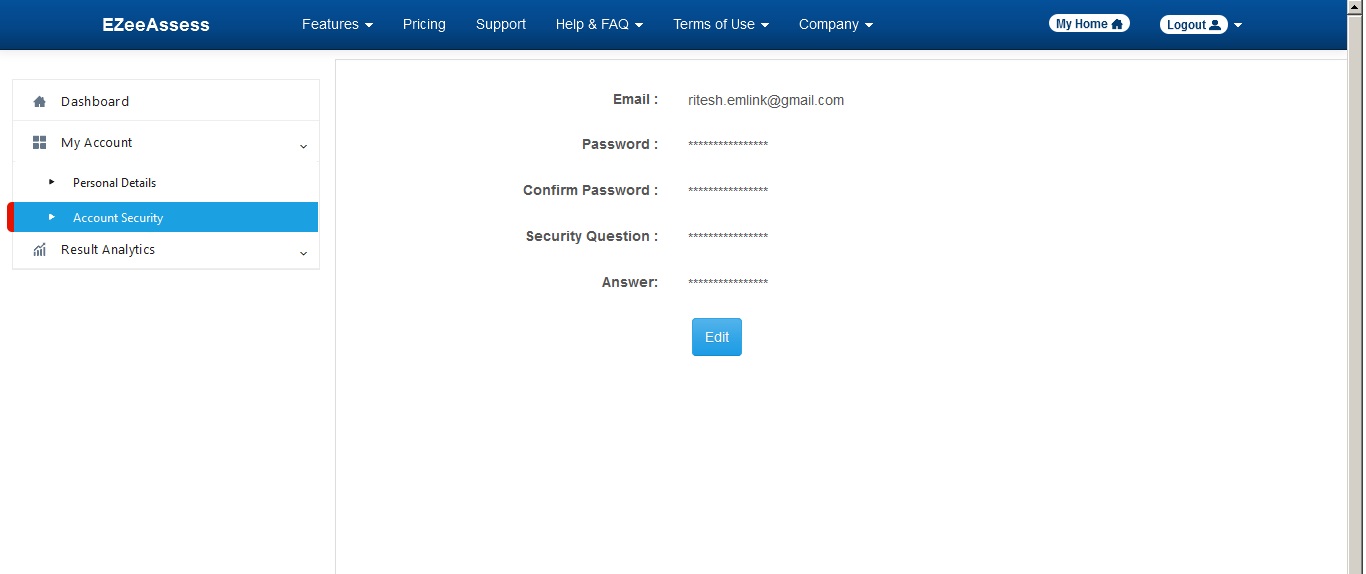 EZeeAssess Features Pricing Support Help & FAQ Terms of Use Company My Home Logout
Dashboard
My Account
Personal Details
Account Security
Result Analytics
Email : ritesh.emlink@gmail.com
Password : ****************
Confirm Password : ****************
Security Question : ****************
Answer: ****************
Edit